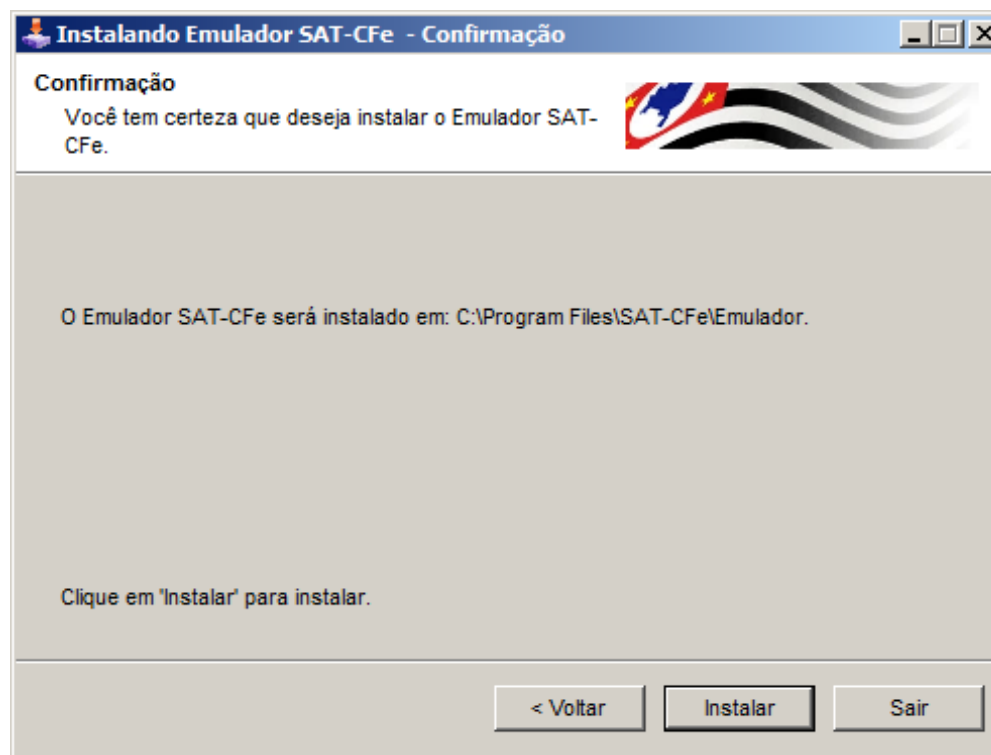 Instalando Emulador SAT-CFe - Confirmação
Confirmação
Você tem certeza que deseja instalar o Emulador SAT-
CFe.
O Emulador SAT-CFe será instalado em: C:\Program Files\SAT-CFe\Emulador.
Clique em 'Instalar' para instalar.
< Voltar
Instalar
Sair